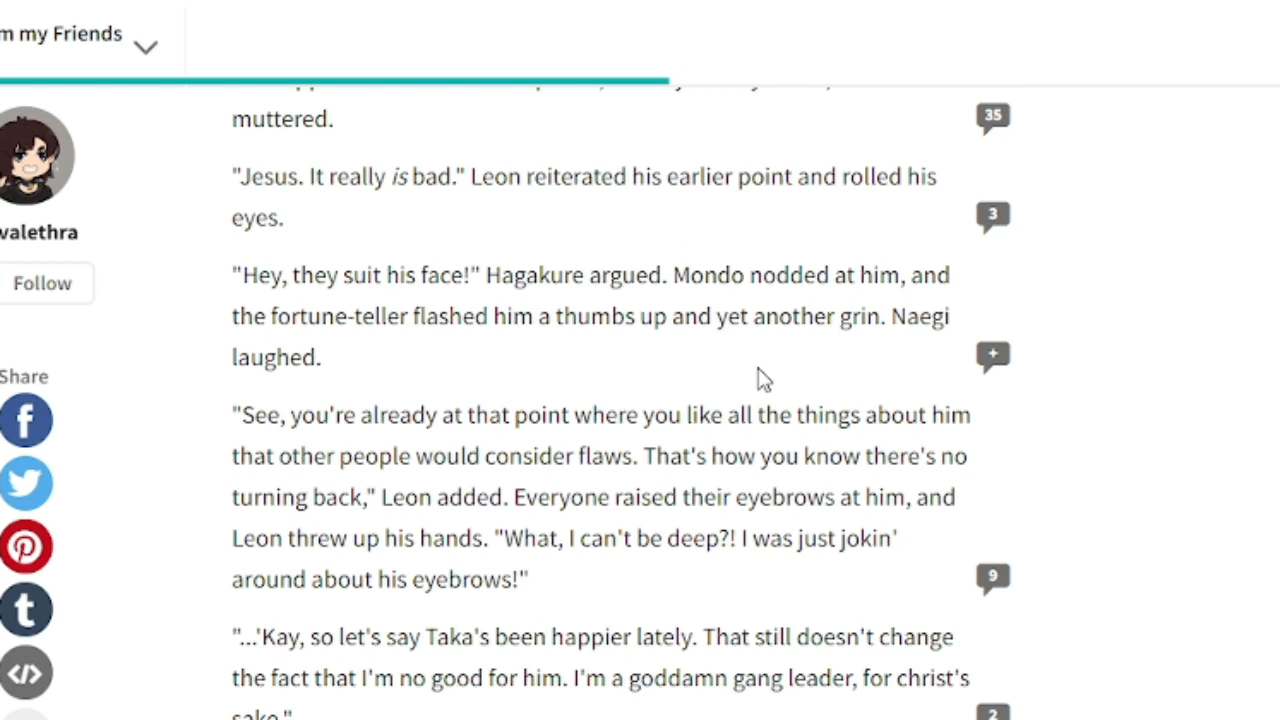 m my Friends
muttered.
35
"Jesus. It really is bad." Leon reiterated his earlier point and rolled his
eyes.
3
"Hey, they suit his face!" Hagakure argued. Mondo nodded at him, and
the fortune-teller flashed him a thumbs up and yet another grin. Naegi
laughed.
+
"See, you're already at that point where you like all the things about him
that other people would consider flaws. That's how you know there's no
turning back," Leon added. Everyone raised their eyebrows at him, and
Leon threw up his hands. "What, I can't be deep?! I was just jokin'
around about his eyebrows!"
9
"...'Kay, so let's say Taka's been happier lately. That still doesn't change
the fact that I'm no good for him. I'm a goddamn gang leader, for christ's
sake."
2
valethra
Follow
Share